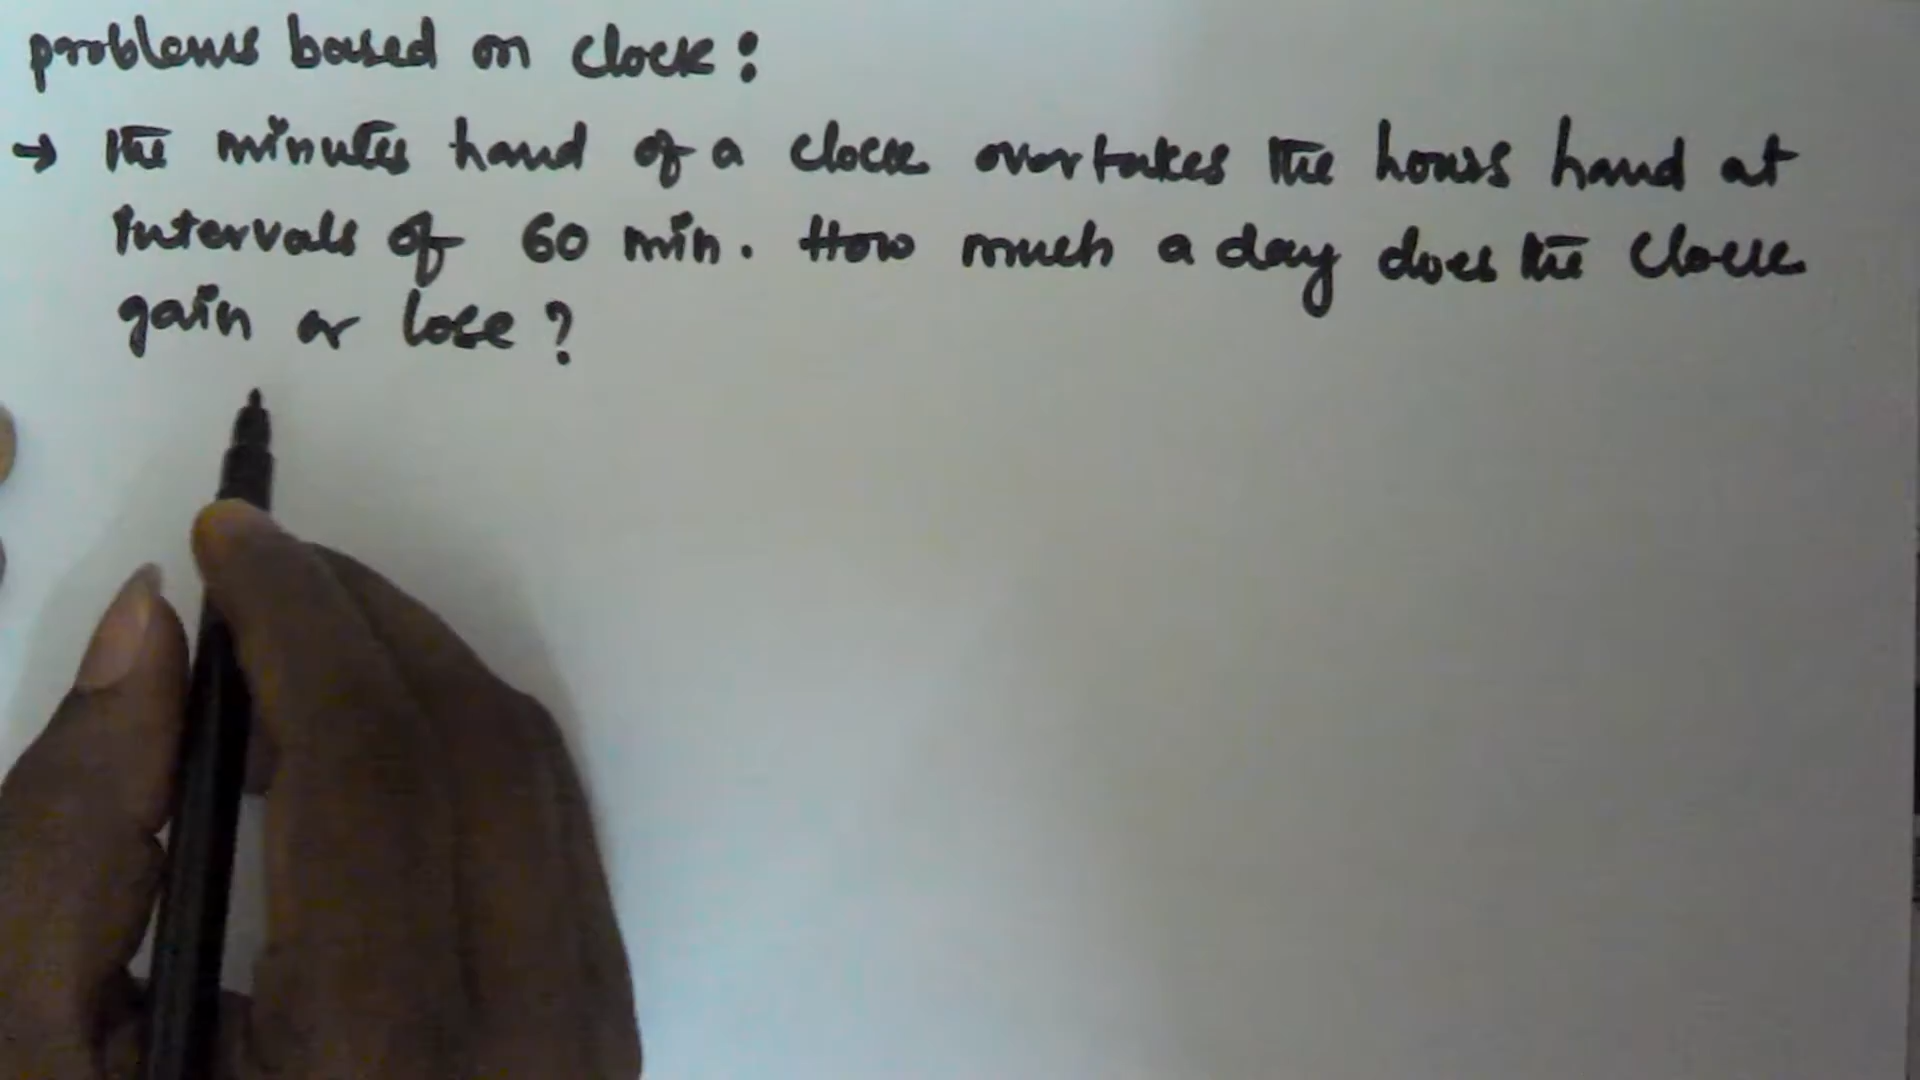 problems based on clock :
→ The minutes hand of a clock overtakes the hours hand at
intervals of 60 min. How much a day does the clock
gain or lose ?